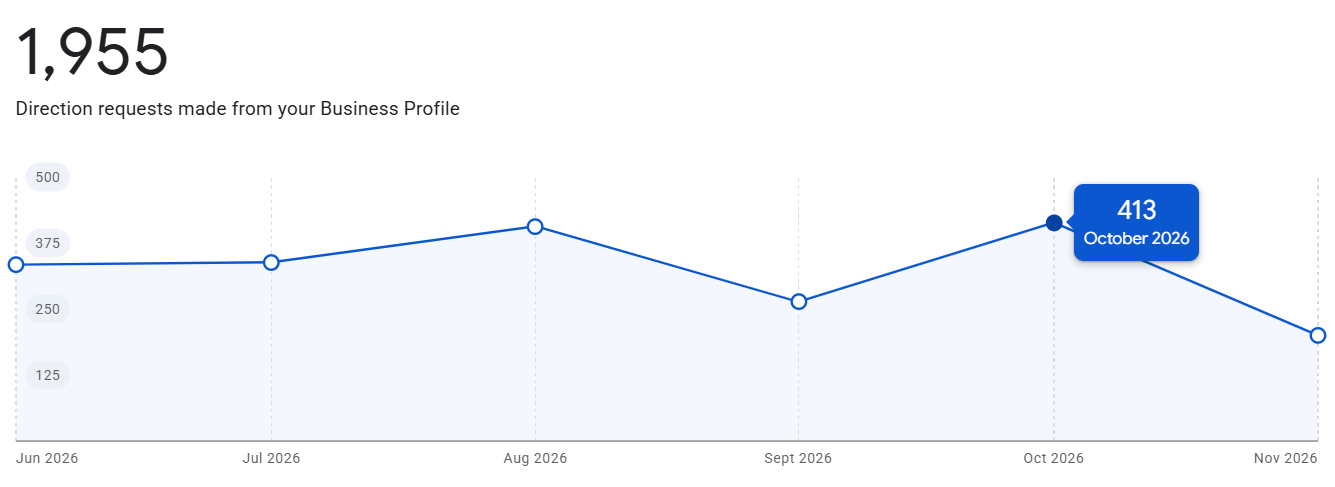 1,955
Direction requests made from your Business Profile
500
413
375
October 2026
250
125
Jun 2026
Jul 2026
Aug 2026
Sept 2026
Oct 2026
Nov 2026